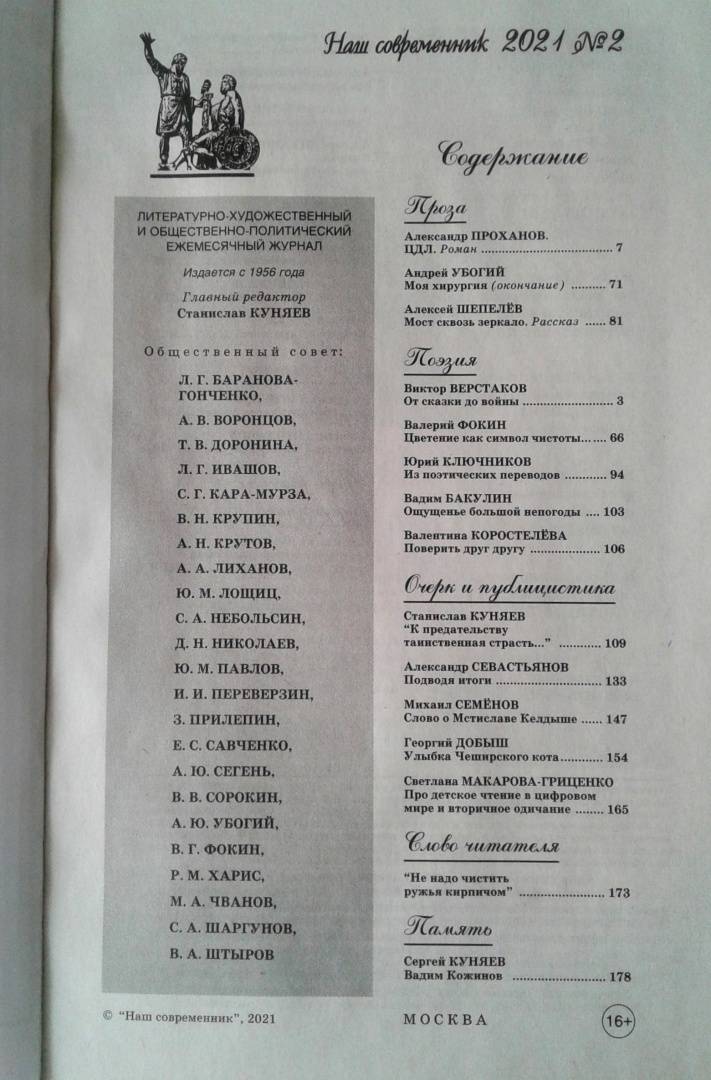 Наш современник 2021 №2
ЛИТЕРАТУРНО-ХУДОЖЕСТВЕННЫЙ
И ОБЩЕСТВЕННО-ПОЛИТИЧЕСКИЙ
ЕЖЕМЕСЯЧНЫЙ ЖУРНАЛ
Издается с 1956 года
Главный редактор
Станислав КУНЯЕВ
Общественный совет:
Л. Г. БАРАНОВА-
ГОНЧЕНКО,
А. В. ВОРОНЦОВ,
Т. В. ДОРОНИНА,
Л. Г. ИВАШОВ,
С. Г. КАРА-МУРЗА,
В. Н. КРУПИН,
А. Н. КРУТОВ,
А. А. ЛИХАНОВ,
Ю. М. ЛОЩИЦ,
С. А. НЕБОЛЬСИН,
Д. Н. НИКОЛАЕВ,
Ю. М. ПАВЛОВ,
И. И. ПЕРЕВЕРЗИН,
З. ПРИЛЕПИН,
Е. С. САВЧЕНКО,
А. Ю. СЕГЕНЬ,
В. В. СОРОКИН,
А. Ю. УБОГИЙ,
В. Г. ФОКИН,
Р. М. ХАРИС,
М. А. ЧВАНОВ,
С. А. ШАРГУНОВ,
В. А. ШТЫРОВ
Содержание
Проза
Александр ПРОХАНОВ.
ЦДЛ. Роман ........................ 7
Андрей УБОГИЙ
Моя хирургия (окончание) .......... 71
Алексей ШЕПЕЛЁВ
Мост сквозь зеркало. Рассказ ...... 81
Поэзия
Виктор ВЕРСТАКОВ
От сказки до войны ........................ 3
Валерий ФОКИН
Цветение как символ чистоты....... 66
Юрий КЛЮЧНИКОВ
Из поэтических переводов ............ 94
Вадим БАКУЛИН
Ощущенье большой непогоды .... 103
Валентина КОРОСТЕЛЁВА
Поверить друг другу .................. 106
Очерк и публицистика
Станислав КУНЯЕВ
“К предательству
таинственная страсть...” ............ 109
Александр СЕВАСТЬЯНОВ
Подводя итоги ........................... 133
Михаил СЕМЁНОВ
Слово о Мстиславе Келдыше ...... 147
Георгий ДОБЫШ
Улыбка Чеширского кота............ 154
Светлана МАКАРОВА-ГРИЦЕНКО
Про детское чтение в цифровом
мире и вторичное одичание ........ 165
Слово читателя
“Не надо чистить
ружья кирпичом” ...................... 173
Память
Сергей КУНЯЕВ
Вадим Кожинов ........................ 178
© “Наш современник”, 2021
МОСКВА
16+